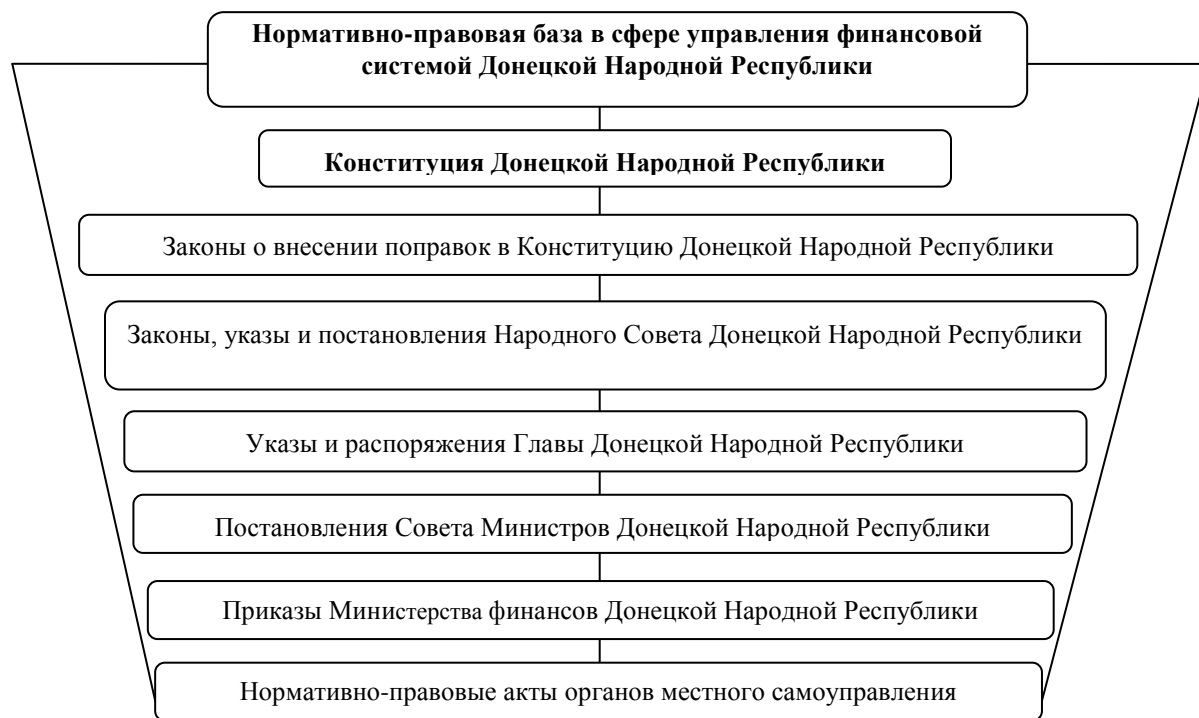 Нормативно-правовая база в сфере управления финансовой
системой Донецкой Народной Республики
Конституция Донецкой Народной Республики
Законы о внесении поправок в Конституцию Донецкой Народной Республики
Законы, указы и постановления Народного Совета Донецкой Народной Республики
Указы и распоряжения Главы Донецкой Народной Республики
Постановления Совета Министров Донецкой Народной Республики
Приказы Министерства финансов Донецкой Народной Республики
Нормативно-правовые акты органов местного самоуправления